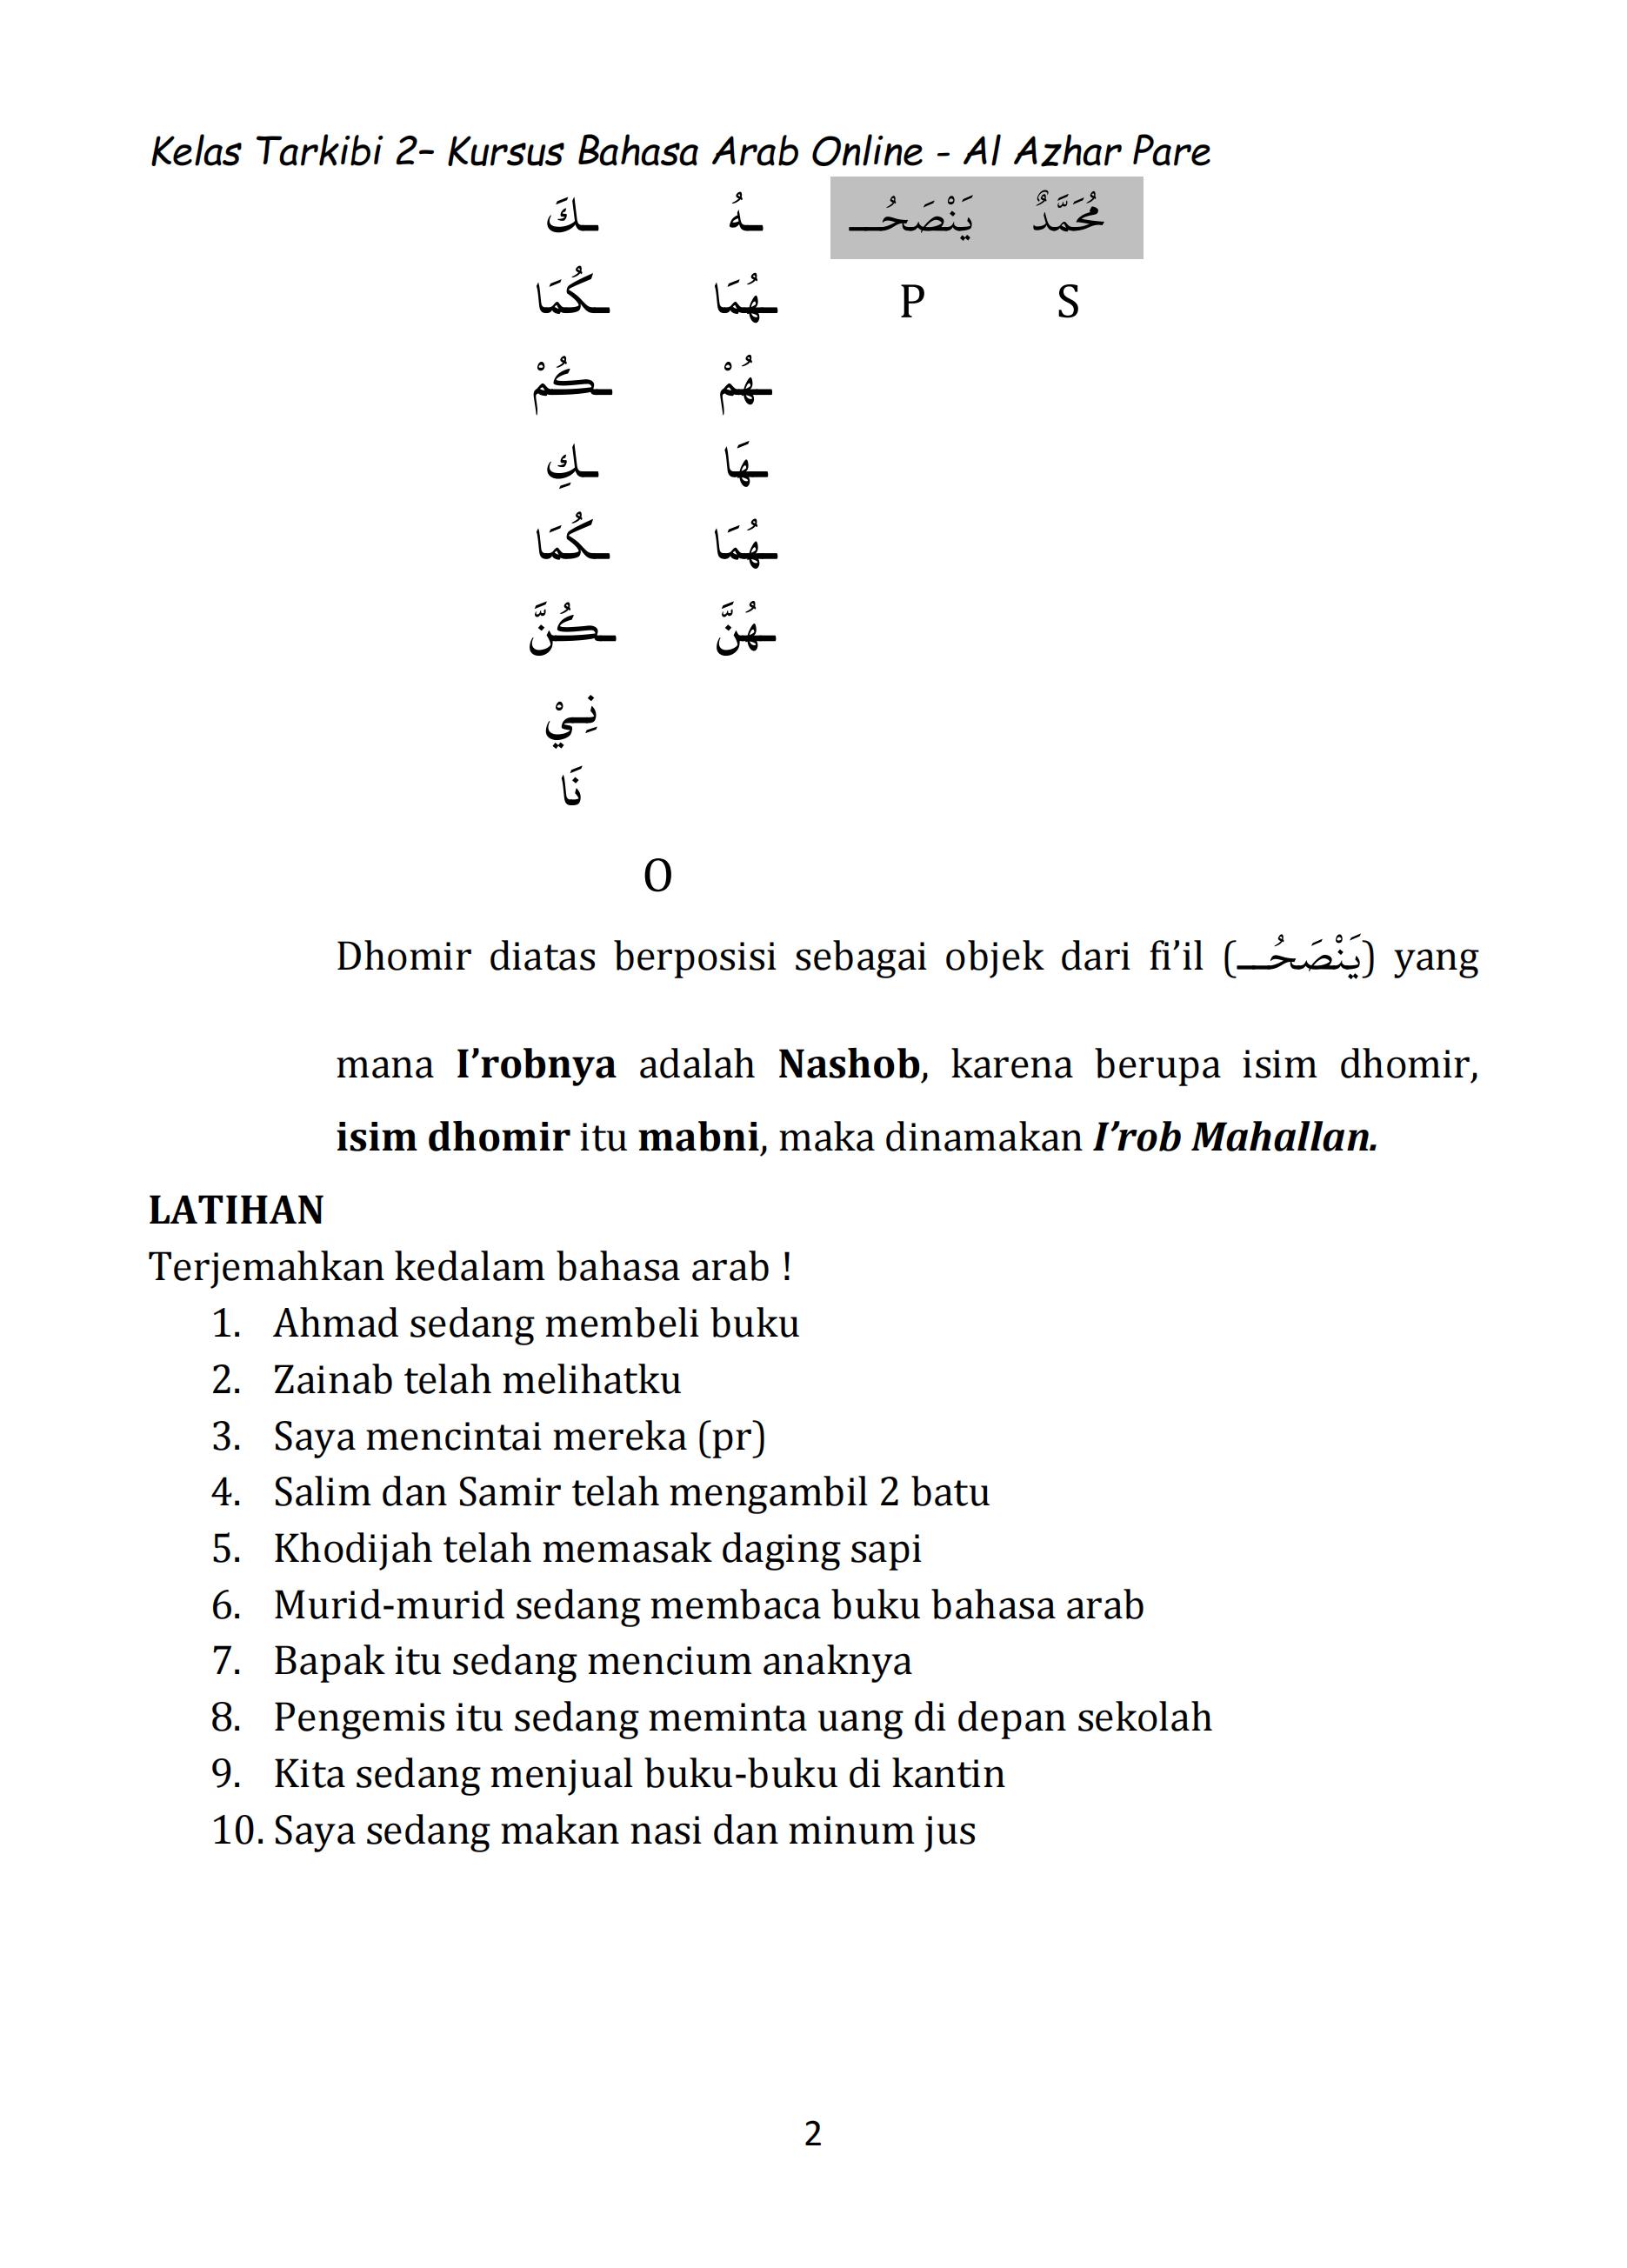 Kelas Tarkibi 2– Kursus Bahasa Arab Online - Al Azhar Pare
مُحَمَّدٌ يَنْصَحُـــ ـهُ ـكَ
S P ـهُمَا ـكُمَا
ـهُمْ ـكُمْ
ـهَا ـكِ
ـهُمَا ـكُمَا
ـهُنَّ ـكُنَّ
نِـيْ
نَا
O
Dhomir diatas berposisi sebagai objek dari fi’il (يَنْصَحُـــ) yang
mana I’robnya adalah Nashob, karena berupa isim dhomir,
isim dhomir itu mabni, maka dinamakan I’rob Mahallan.
LATIHAN
Terjemahkan kedalam bahasa arab !
1. Ahmad sedang membeli buku
2. Zainab telah melihatku
3. Saya mencintai mereka (pr)
4. Salim dan Samir telah mengambil 2 batu
5. Khodijah telah memasak daging sapi
6. Murid-murid sedang membaca buku bahasa arab
7. Bapak itu sedang mencium anaknya
8. Pengemis itu sedang meminta uang di depan sekolah
9. Kita sedang menjual buku-buku di kantin
10. Saya sedang makan nasi dan minum jus
2